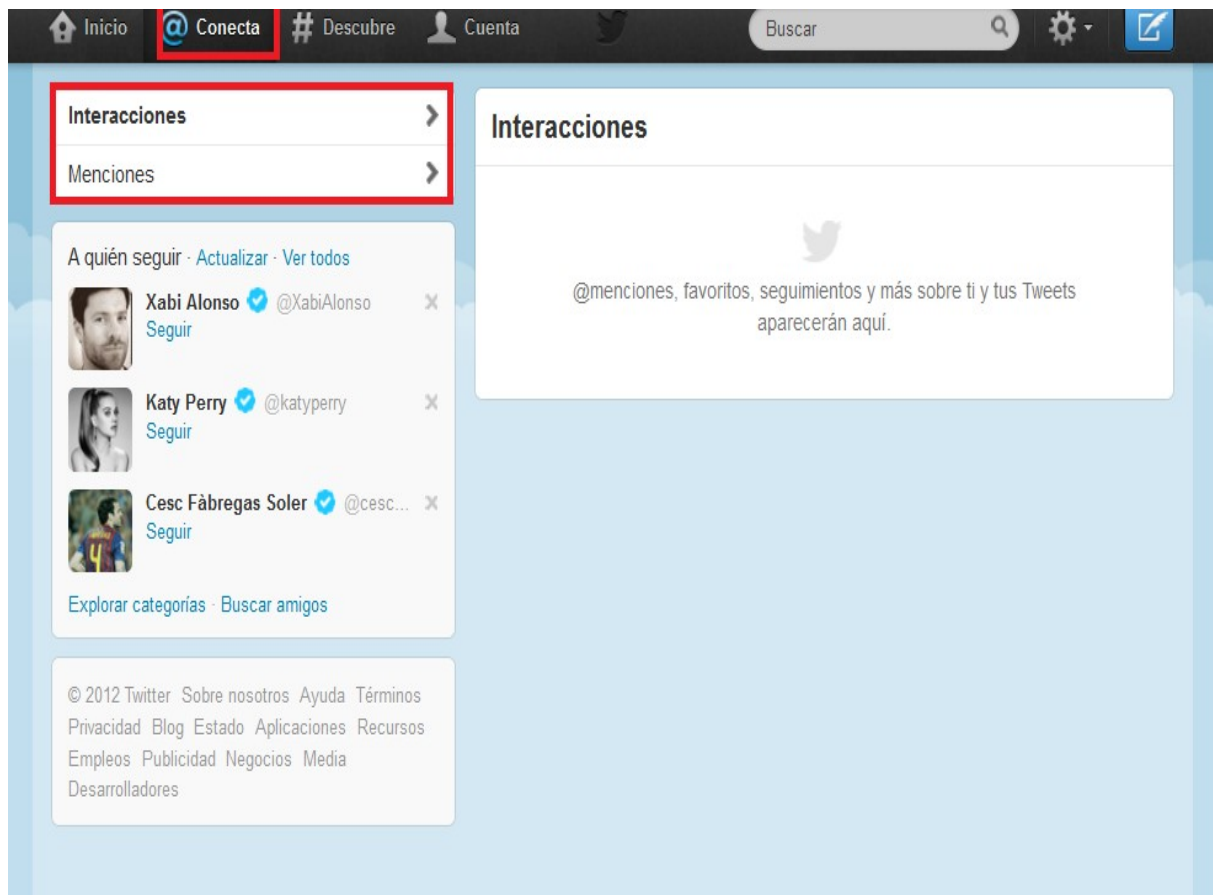 Inicio @ Conecta # Descubre Cuenta Buscar
Interacciones
Menciones
A quién seguir · Actualizar · Ver todos
Xabi Alonso @XabiAlonso
Seguir
Katy Perry @katyperry
Seguir
Cesc Fàbregas Soler @cesc...
Seguir
4
Explorar categorías · Buscar amigos
© 2012 Twitter Sobre nosotros Ayuda Términos
Privacidad Blog Estado Aplicaciones Recursos
Empleos Publicidad Negocios Media
Desarrolladores
Interacciones
@menciones, favoritos, seguimientos y más sobre ti y tus Tweets
aparecerán aquí.